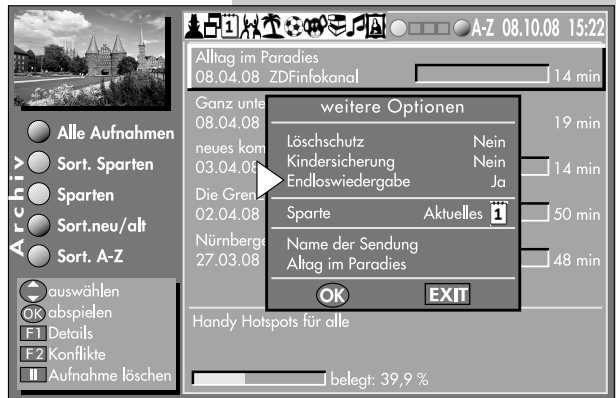 A-Z 08.10.08 15:22
Alltag im Paradies
08.04.08 ZDFinfokanal 14 min
Ganz unte
08.04.08 19 min
neues kom
03.04.08 14 min
Die Gren
02.04.08 50 min
Nürnberge
27.03.08 48 min
weitere Optionen
Löschschutz Nein
Kindersicherung Nein
Endloswiedergabe Ja
Sparte Aktuelles 1
Name der Sendung
Altag im Paradies
OK EXIT
Handy Hotspots für alle
belegt: 39,9 %
Archiv
Alle Aufnahmen
Sort. Sparten
Sparten
Sort.neu/alt
Sort. A-Z
auswählen
OK abspielen
F1 Details
F2 Konflikte
Aufnahme löschen